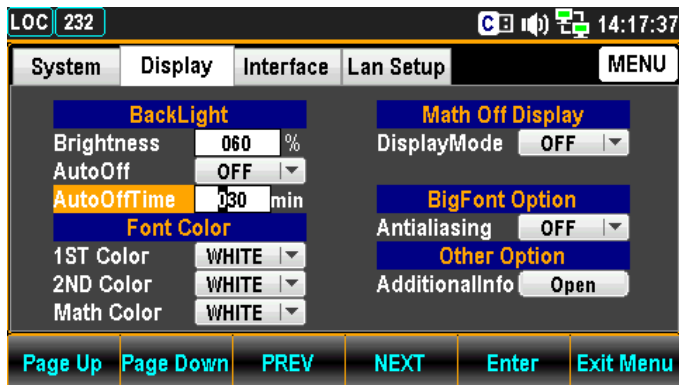 LOC 232 C 14:17:37
System Display Interface Lan Setup MENU
BackLight
Brightness 060 %
AutoOff OFF
AutoOffTime 030 min
Font Color
1ST Color WHITE
2ND Color WHITE
Math Color WHITE
Math Off Display
DisplayMode OFF
BigFont Option
Antialiasing OFF
Other Option
AdditionalInfo Open
Page Up Page Down PREV NEXT Enter Exit Menu